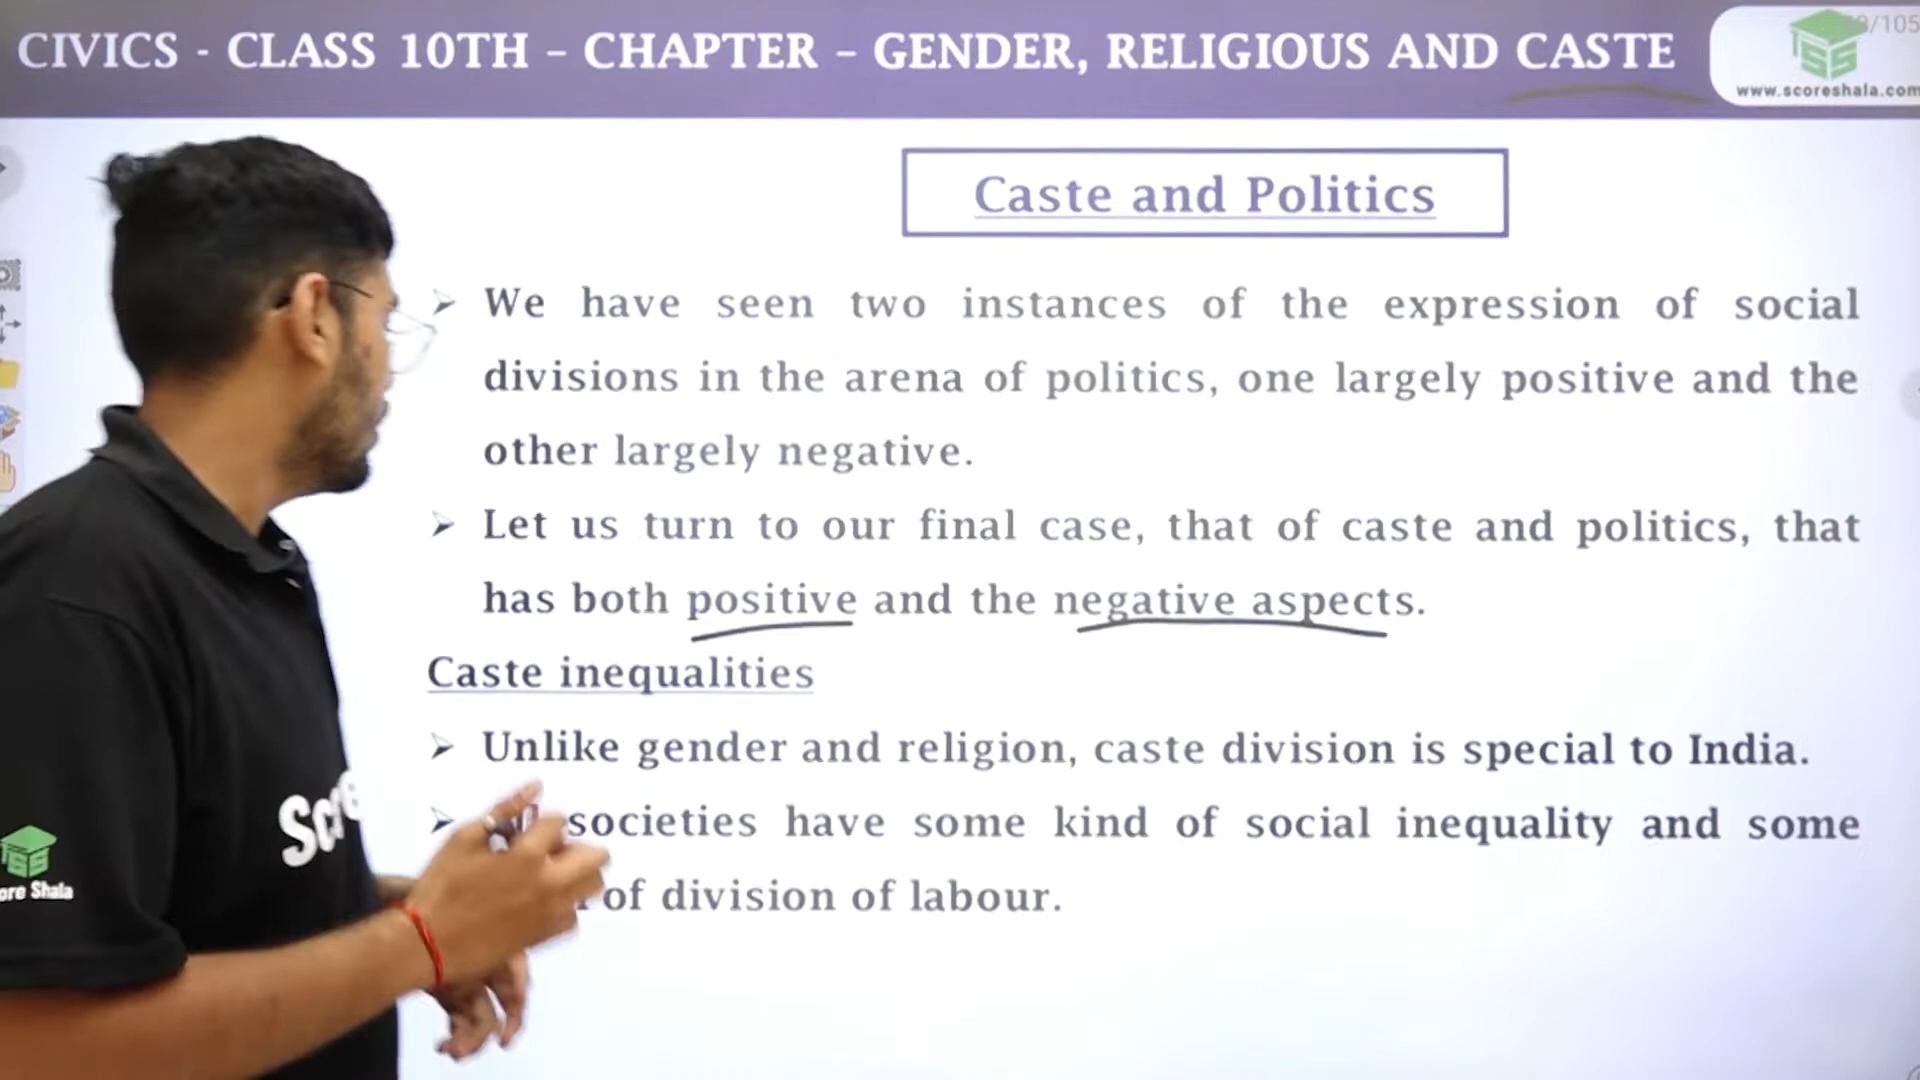 CIVICS - CLASS 10TH – CHAPTER – GENDER, RELIGIOUS AND CASTE
/105
www.scoreshala.com
Caste and Politics
➢ We have seen two instances of the expression of social
divisions in the arena of politics, one largely positive and the
other largely negative.
➢ Let us turn to our final case, that of caste and politics, that
has both positive and the negative aspects.
Caste inequalities
➢ Unlike gender and religion, caste division is special to India.
➢ societies have some kind of social inequality and some
of division of labour.
Score
ore Shala